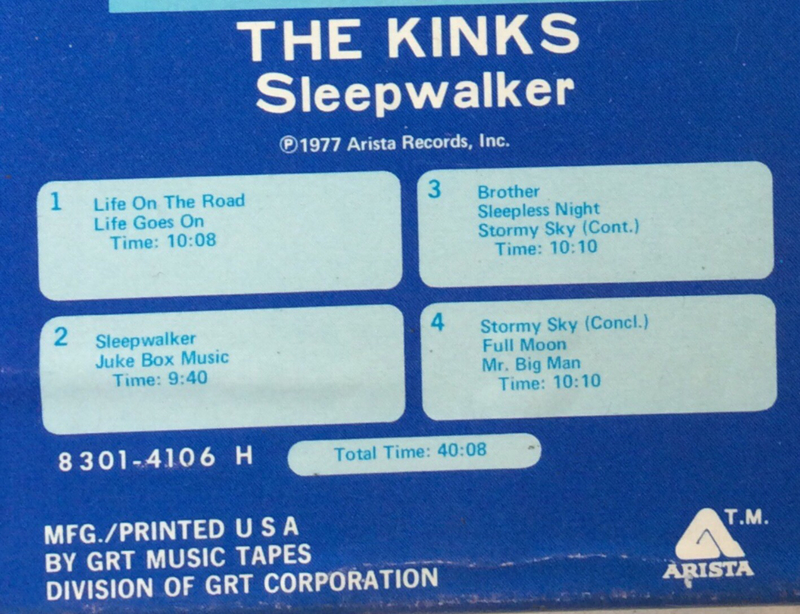 THE KINKS
Sleepwalker
Ⓟ1977 Arista Records, Inc.
1
Life On The Road
Life Goes On
Time: 10:08
2
Sleepwalker
Juke Box Music
Time: 9:40
3
Brother
Sleepless Night
Stormy Sky (Cont.)
Time: 10:10
4
Stormy Sky (Concl.)
Full Moon
Mr. Big Man
Time: 10:10
8301-4106 H
Total Time: 40:08
MFG./PRINTED U S A
BY GRT MUSIC TAPES
DIVISION OF GRT CORPORATION
T.M.
ARISTA